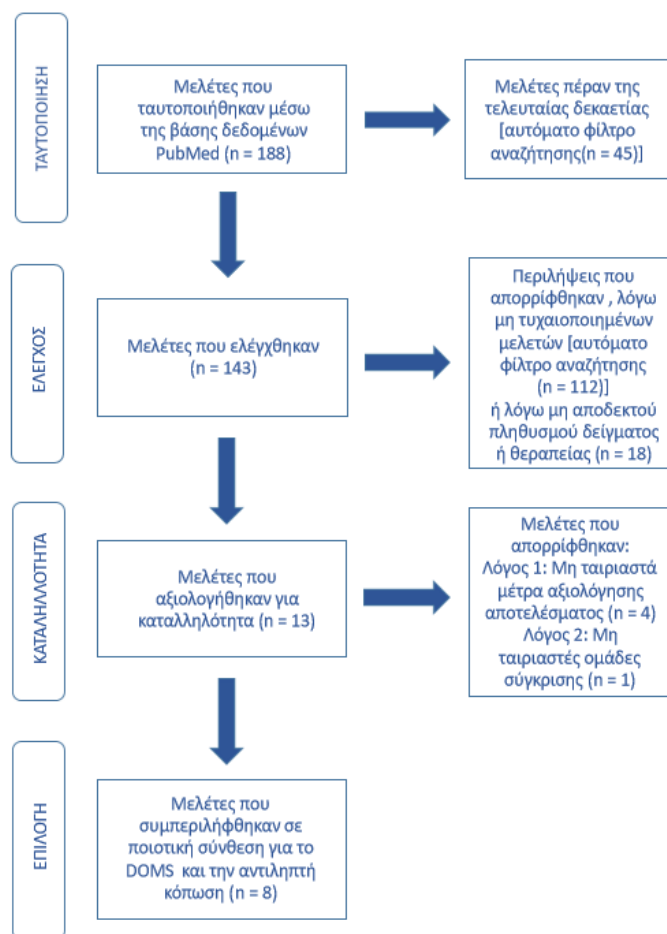 ΤΑΥΤΟΠΟΙΗΣΗ
Μελέτες που
ταυτοποιήθηκαν μέσω
της βάσης δεδομένων
PubMed (n = 188)
Μελέτες πέραν της
τελευταίας δεκαετίας
[αυτόματο φίλτρο
αναζήτησης(n = 45)]
ΕΛΕΓΧΟΣ
Μελέτες που ελέγχθηκαν
(n = 143)
Περιλήψεις που
απορρίφθηκαν , λόγω
μη τυχαιοποιημένων
μελετών [αυτόματο
φίλτρο αναζήτησης
(n = 112)]
ή λόγω μη αποδεκτού
πληθυσμού δείγματος
ή θεραπείας (n = 18)
ΚΑΤΑΛΗΛΛΟΤΗΤΑ
Μελέτες που
αξιολογήθηκαν για
καταλληλότητα (n = 13)
Μελέτες που
απορρίφθηκαν:
Λόγος 1: Μη ταιριαστά
μέτρα αξιολόγησης
αποτελέσματος (n = 4)
Λόγος 2: Μη
ταιριαστές ομάδες
σύγκρισης (n = 1)
ΕΠΙΛΟΓΗ
Μελέτες που
συμπεριλήφθηκαν σε
ποιοτική σύνθεση για το
DOMS και την αντιληπτή
κόπωση (n = 8)